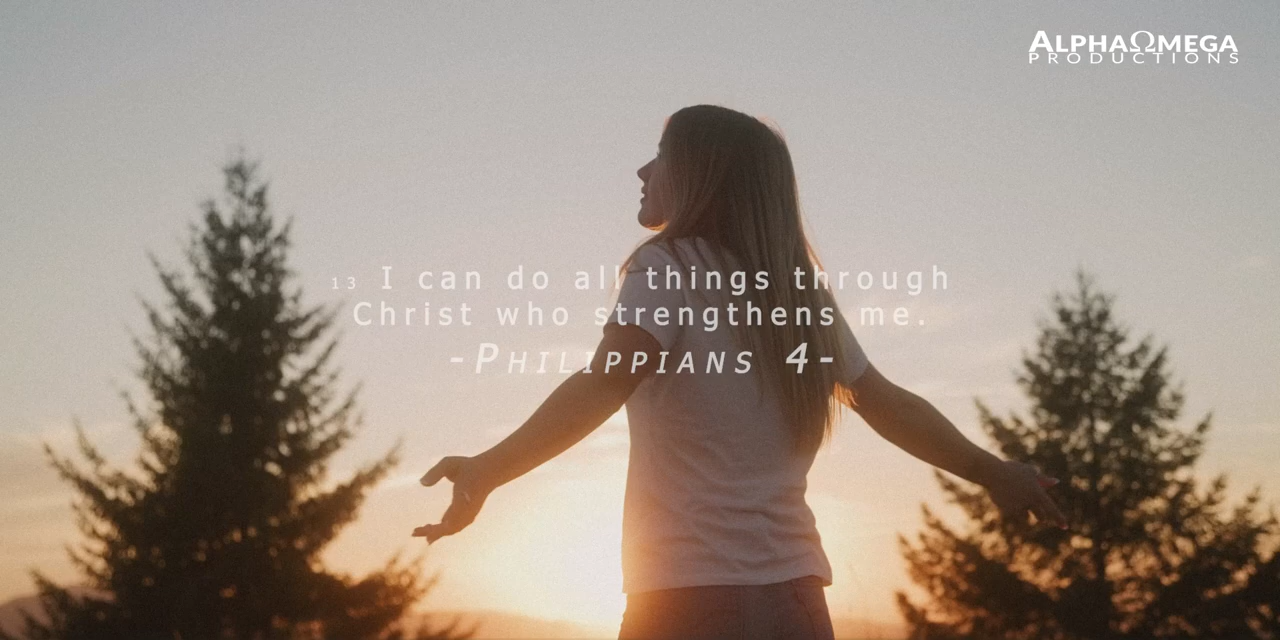 AlphaΩmega
PRODUCTIONS
13 I can do all things through
Christ who strengthens me.
-Philippians 4-